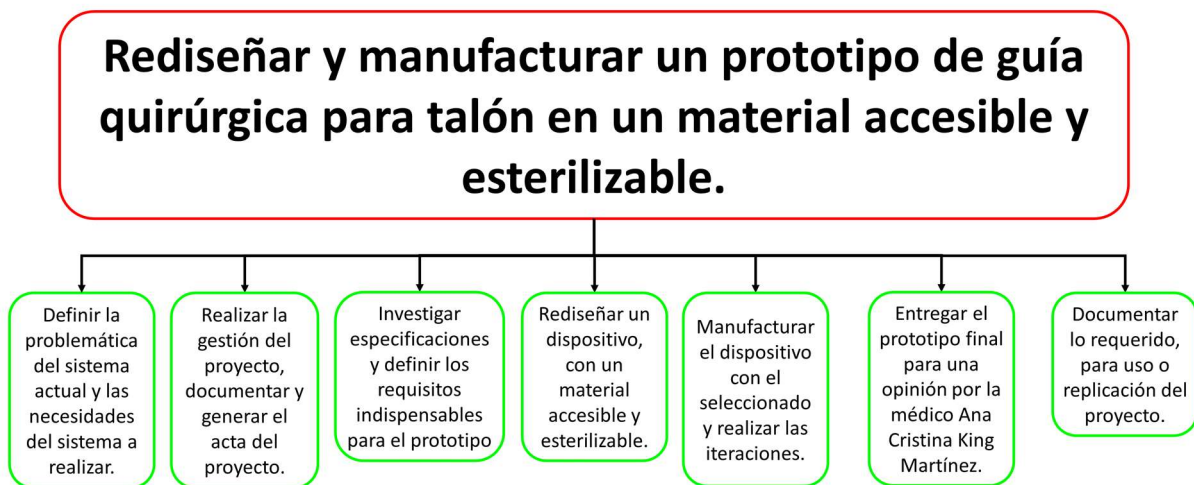 Rediseñar y manufacturar un prototipo de guía
quirúrgica para talón en un material accesible y
esterilizable.
Definir la
problemática
del sistema
actual y las
necesidades
del sistema a
realizar.
Realizar la
gestión del
proyecto,
documentar y
generar el
acta del
proyecto.
Investigar
especificaciones
y definir los
requisitos
indispensables
para el prototipo
Rediseñar un
dispositivo,
con un
material
accesible y
esterilizable.
Manufacturar
el dispositivo
con el
seleccionado
y realizar las
iteraciones.
Entregar el
prototipo final
para una
opinión por la
médico Ana
Cristina King
Martínez.
Documentar
lo requerido,
para uso o
replicación del
proyecto.